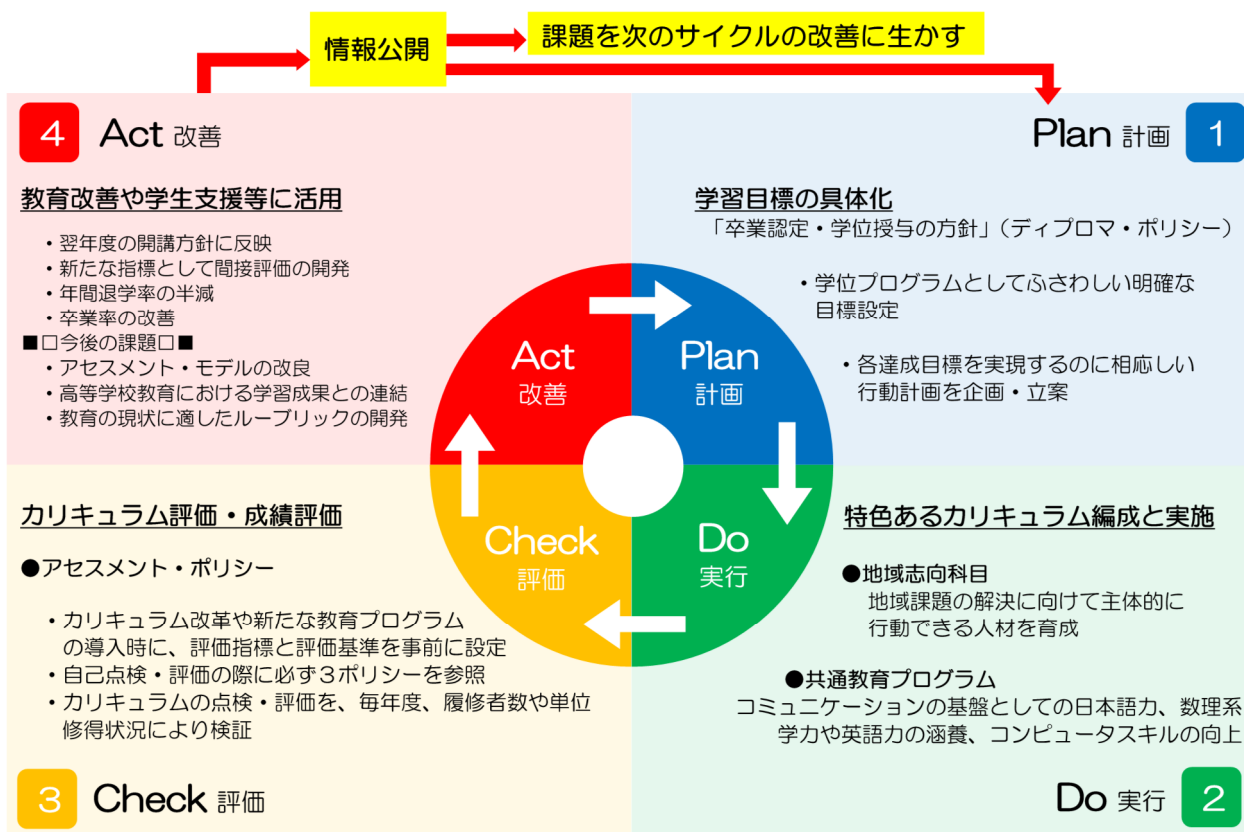 情報公開
課題を次のサイクルの改善に生かす
4 Act 改善
教育改善や学生支援等に活用
・翌年度の開講方針に反映
・新たな指標として間接評価の開発
・年間退学率の半減
・卒業率の改善
■□今後の課題□■
・アセスメント・モデルの改良
・高等学校教育における学習成果との連結
・教育の現状に適したルーブリックの開発
Plan 計画 1
学習目標の具体化
「卒業認定・学位授与の方針」（ディプロマ・ポリシー）
・学位プログラムとしてふさわしい明確な
目標設定
・各達成目標を実現するのに相応しい
行動計画を企画・立案
Act
改善
Plan
計画
Check
評価
Do
実行
カリキュラム評価・成績評価
●アセスメント・ポリシー
・カリキュラム改革や新たな教育プログラム
の導入時に、評価指標と評価基準を事前に設定
・自己点検・評価の際に必ず３ポリシーを参照
・カリキュラムの点検・評価を、毎年度、履修者数や単位
修得状況により検証
3 Check 評価
特色あるカリキュラム編成と実施
●地域志向科目
地域課題の解決に向けて主体的に
行動できる人材を育成
●共通教育プログラム
コミュニケーションの基盤としての日本語力、数理系
学力や英語力の涵養、コンピュータスキルの向上
Do 実行 2